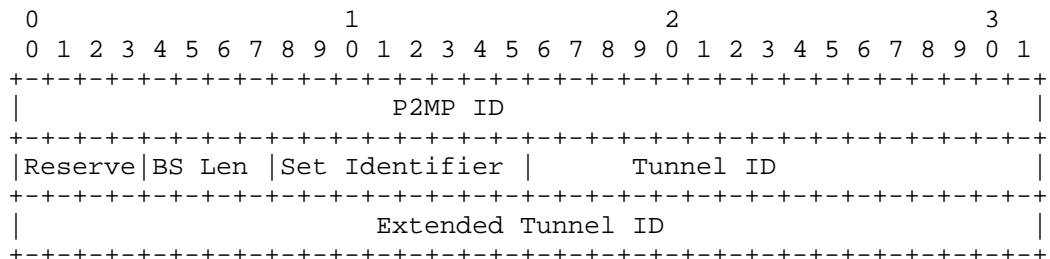 0                   1                   2                   3
 0 1 2 3 4 5 6 7 8 9 0 1 2 3 4 5 6 7 8 9 0 1 2 3 4 5 6 7 8 9 0 1
+-+-+-+-+-+-+-+-+-+-+-+-+-+-+-+-+-+-+-+-+-+-+-+-+-+-+-+-+-+-+-+-+
|                       P2MP ID                                 |
+-+-+-+-+-+-+-+-+-+-+-+-+-+-+-+-+-+-+-+-+-+-+-+-+-+-+-+-+-+-+-+-+
|Reserve|BS Len |Set Identifier |      Tunnel ID                |
+-+-+-+-+-+-+-+-+-+-+-+-+-+-+-+-+-+-+-+-+-+-+-+-+-+-+-+-+-+-+-+-+
|                      Extended Tunnel ID                       |
+-+-+-+-+-+-+-+-+-+-+-+-+-+-+-+-+-+-+-+-+-+-+-+-+-+-+-+-+-+-+-+-+